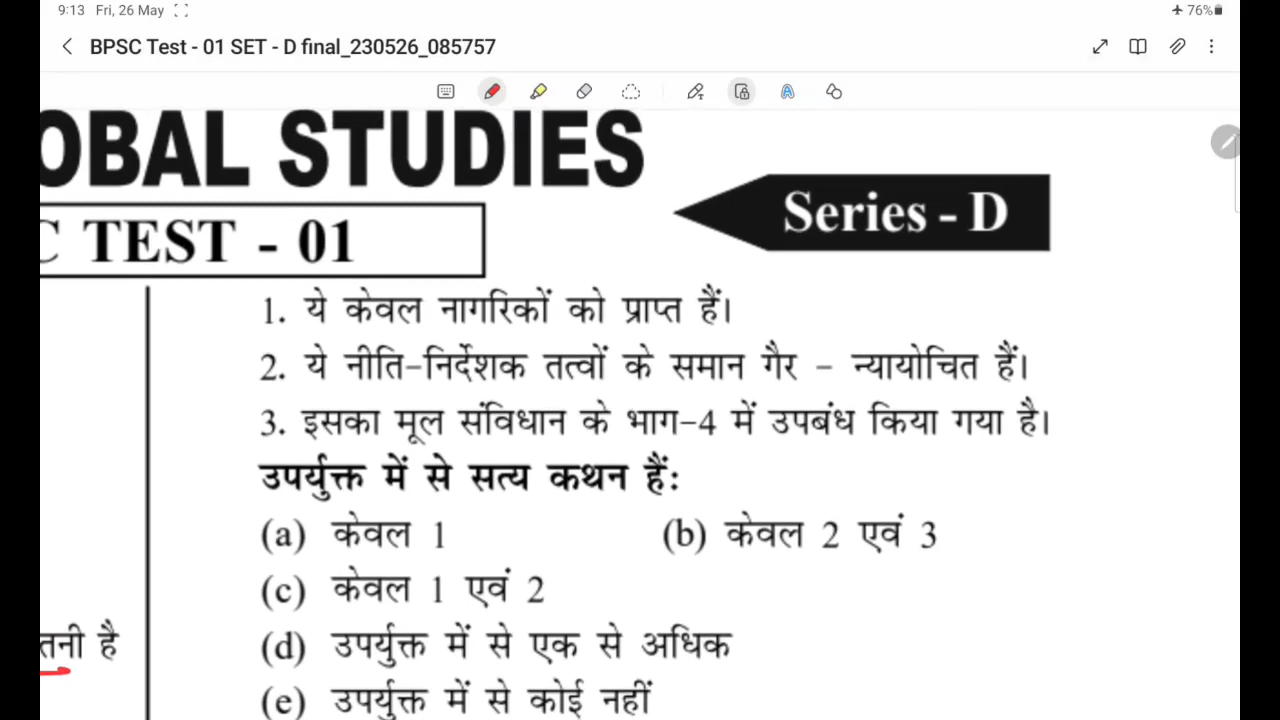 9:13 Fri, 26 May
76%
BPSC Test - 01 SET - D final_230526_085757
OBAL STUDIES
Series - D
C TEST - 01
1. ये केवल नागरिकों को प्राप्त हैं।
2. ये नीति-निर्देशक तत्वों के समान गैर - न्यायोचित हैं।
3. इसका मूल संविधान के भाग-4 में उपबंध किया गया है।
उपर्युक्त में से सत्य कथन हैंः
(a) केवल 1 (b) केवल 2 एवं 3
(c) केवल 1 एवं 2
तनी है
(d) उपर्युक्त में से एक से अधिक
(e) उपर्युक्त में से कोई नहीं